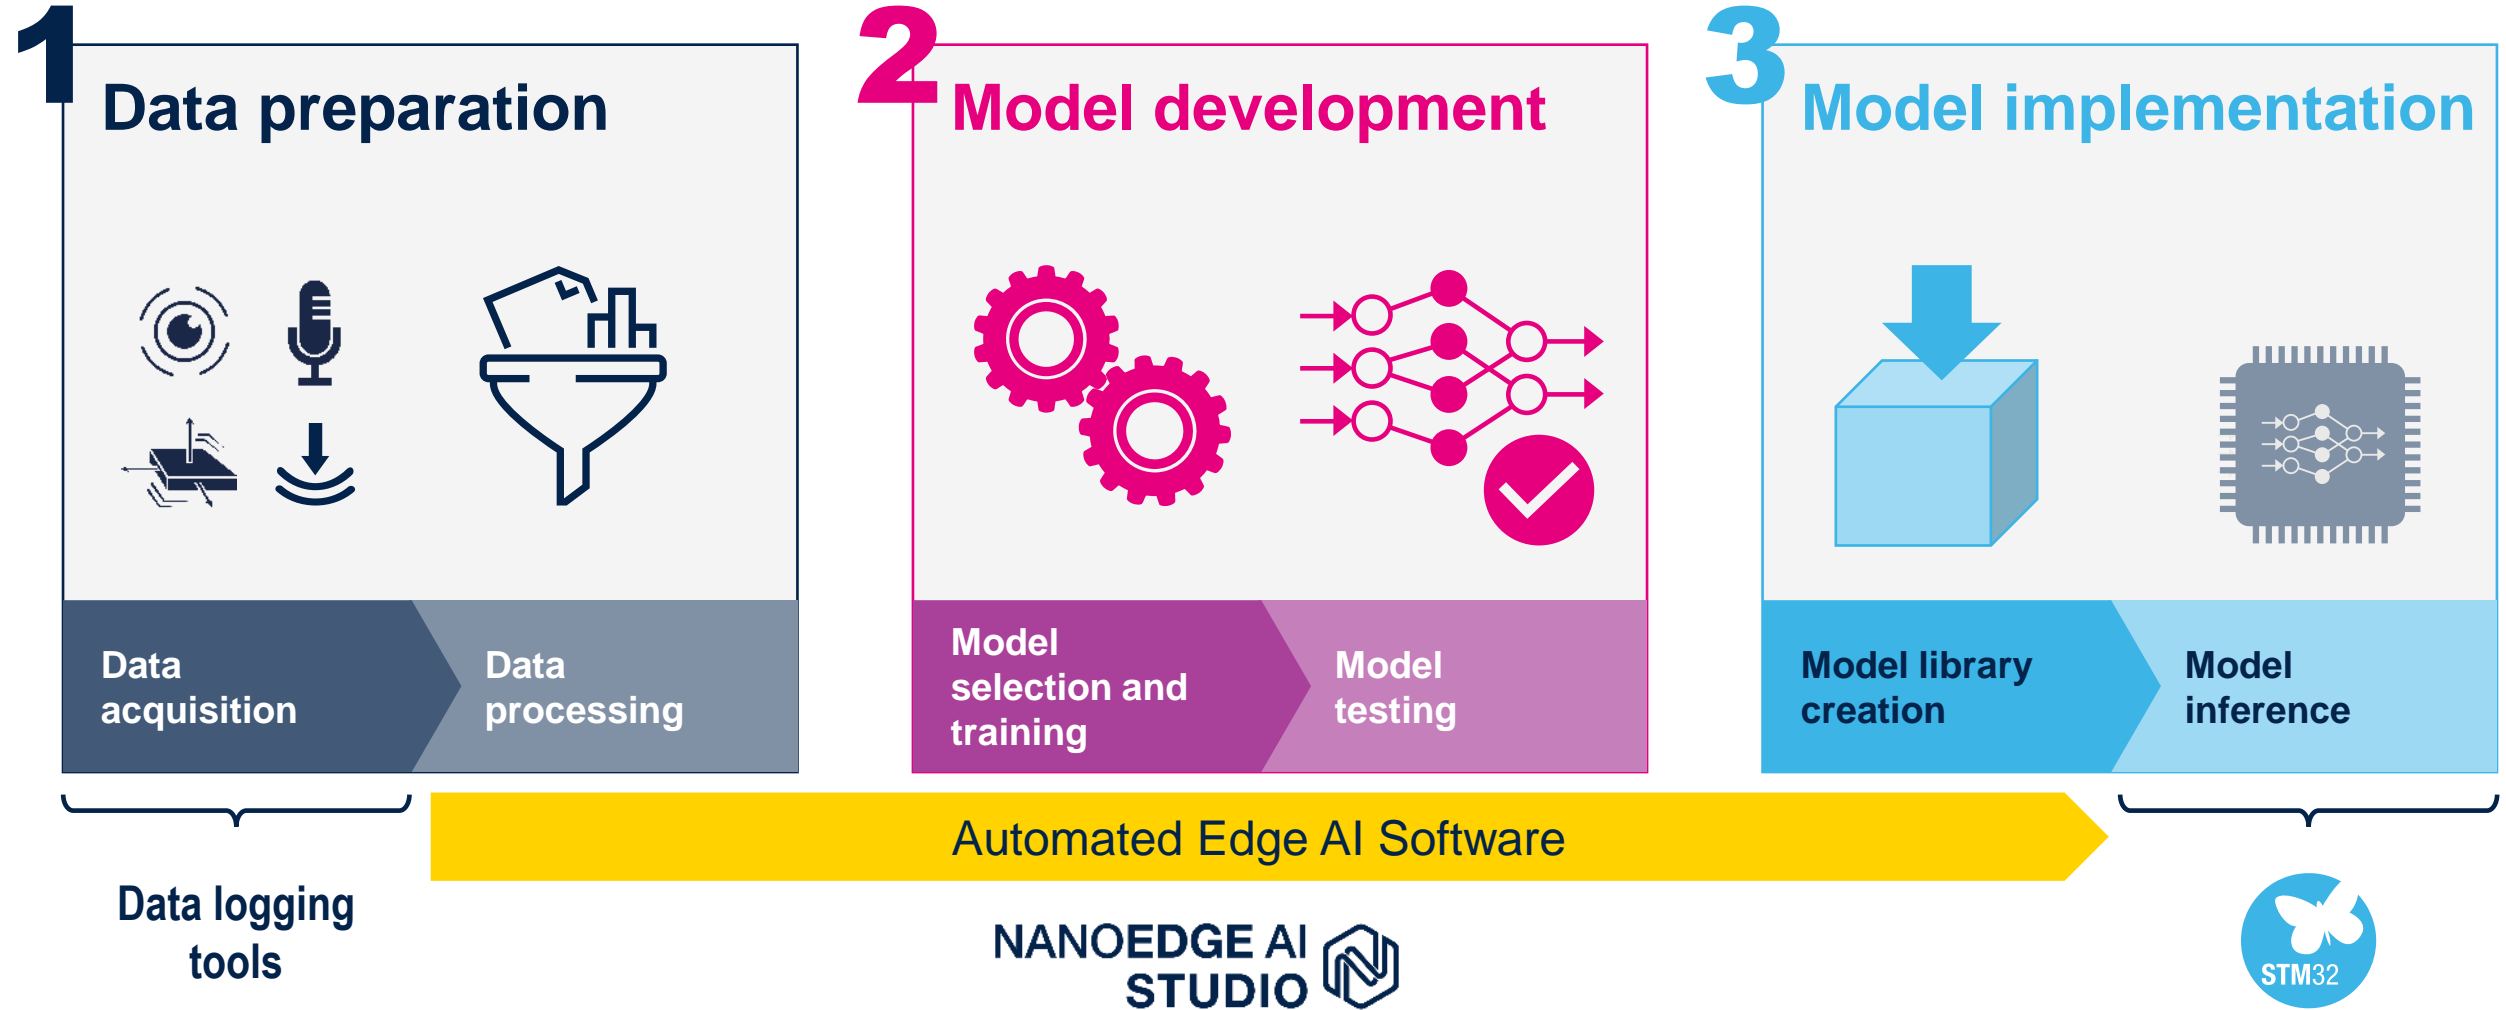 1
Data preparation
Data
acquisition
Data
processing
2
Model development
Model
selection and
training
Model
testing
3
Model implementation
Model library
creation
Model
inference
Automated Edge AI Software
Data logging
tools
NANOEDGE AI
STUDIO
STM32